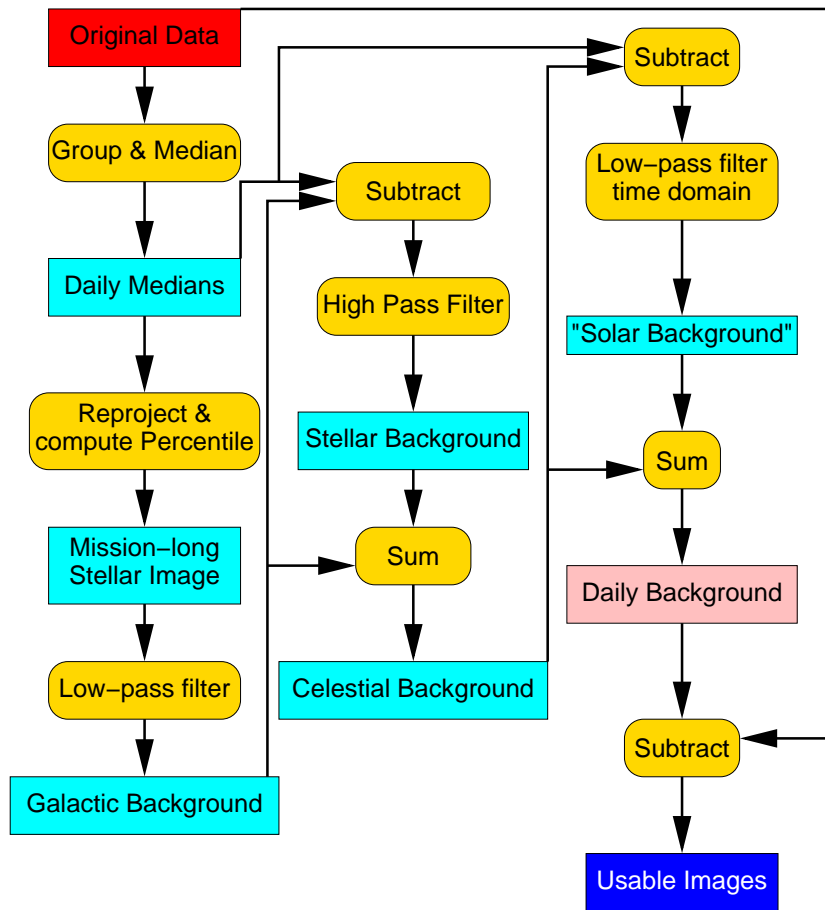 Original Data
Group & Median
Daily Medians
Reproject &
compute Percentile
Mission−long
Stellar Image
Low−pass filter
Galactic Background
Subtract
High Pass Filter
Stellar Background
Sum
Celestial Background
Subtract
Low−pass filter
time domain
"Solar Background"
Sum
Daily Background
Subtract
Usable Images